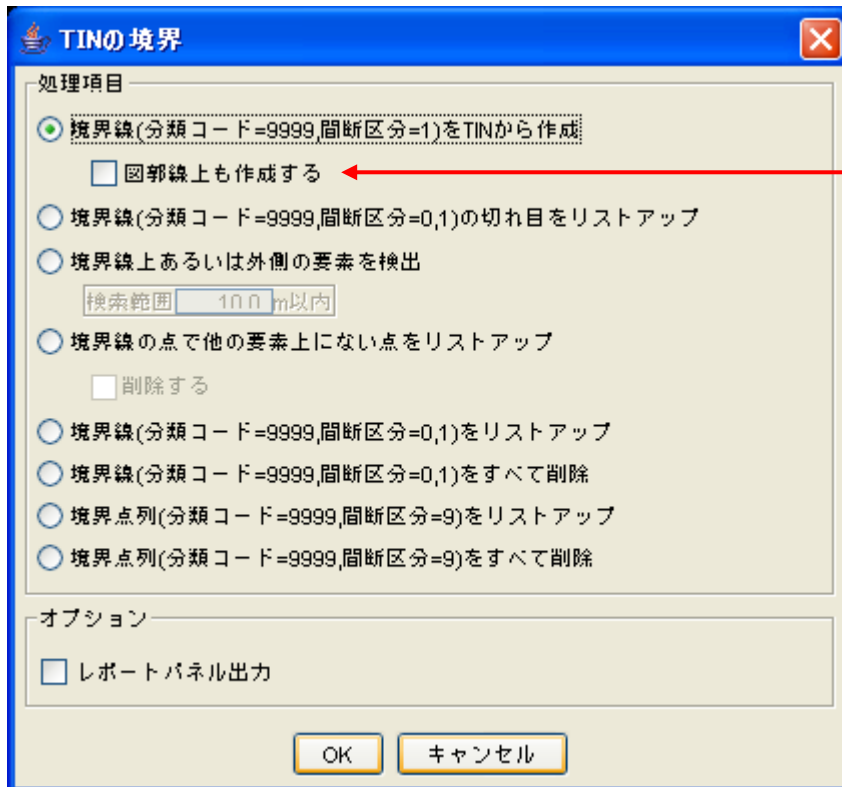 TINの境界
処理項目
境界線(分類コード=9999,間断区分=1)をTINから作成
図郭線上も作成する
境界線(分類コード=9999,間断区分=0,1)の切れ目をリストアップ
境界線上あるいは外側の要素を検出
検索範囲 10.0 m以内
境界線の点で他の要素上にない点をリストアップ
削除する
境界線(分類コード=9999,間断区分=0,1)をリストアップ
境界線(分類コード=9999,間断区分=0,1)をすべて削除
境界点列(分類コード=9999,間断区分=9)をリストアップ
境界点列(分類コード=9999,間断区分=9)をすべて削除
オプション
レポートパネル出力
OK キャンセル